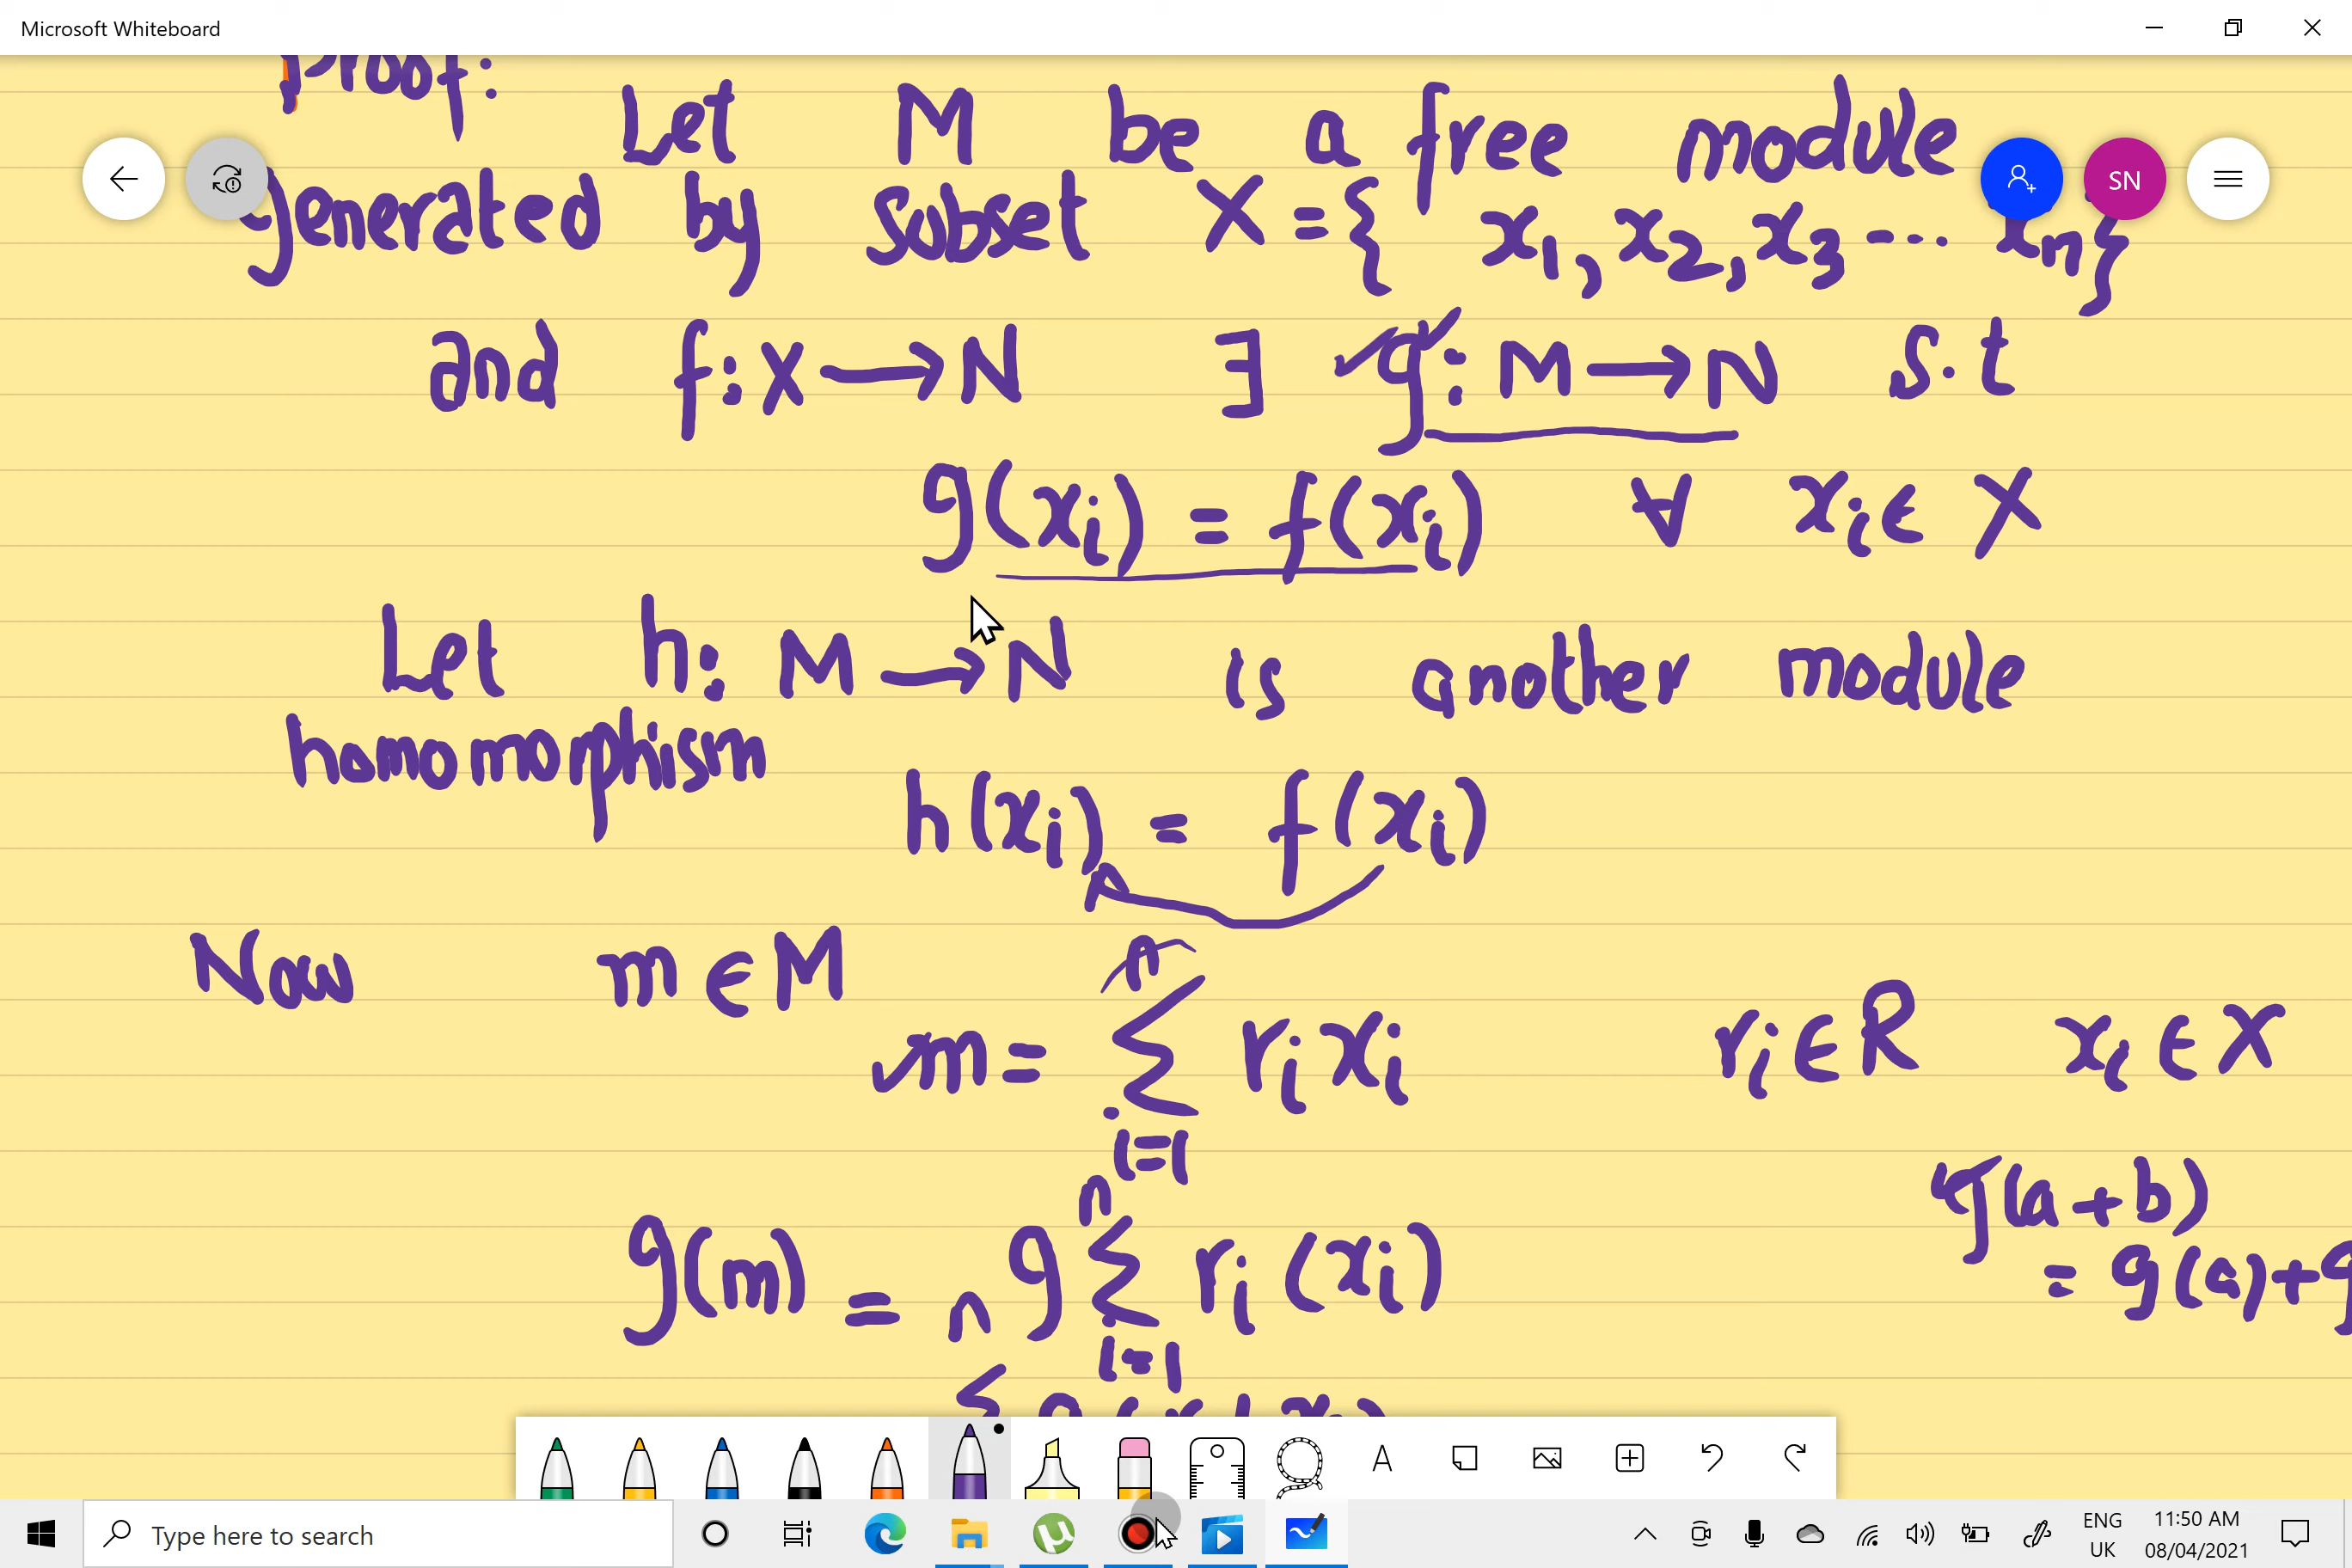 Microsoft Whiteboard
Proof:
Let M be a free module
SN
generated by subset X = { x₁, x₂, x₃ --- xₙ}
and f: X → N ∃ g: M → N s.t
g(xᵢ) = f(xᵢ) ∀ xᵢ ∈ X
Let h: M → N is another module
homomorphism
h(xᵢ) = f(xᵢ)
Now m ∈ M
n
m = Σ rᵢ xᵢ rᵢ ∈ R xᵢ ∈ X
i=1
g(a+b)
= g(a)+g
n
g(m) = g Σ rᵢ (xᵢ)
i=1
n
Σ
A
Type here to search
ENG
UK
11:50 AM
08/04/2021